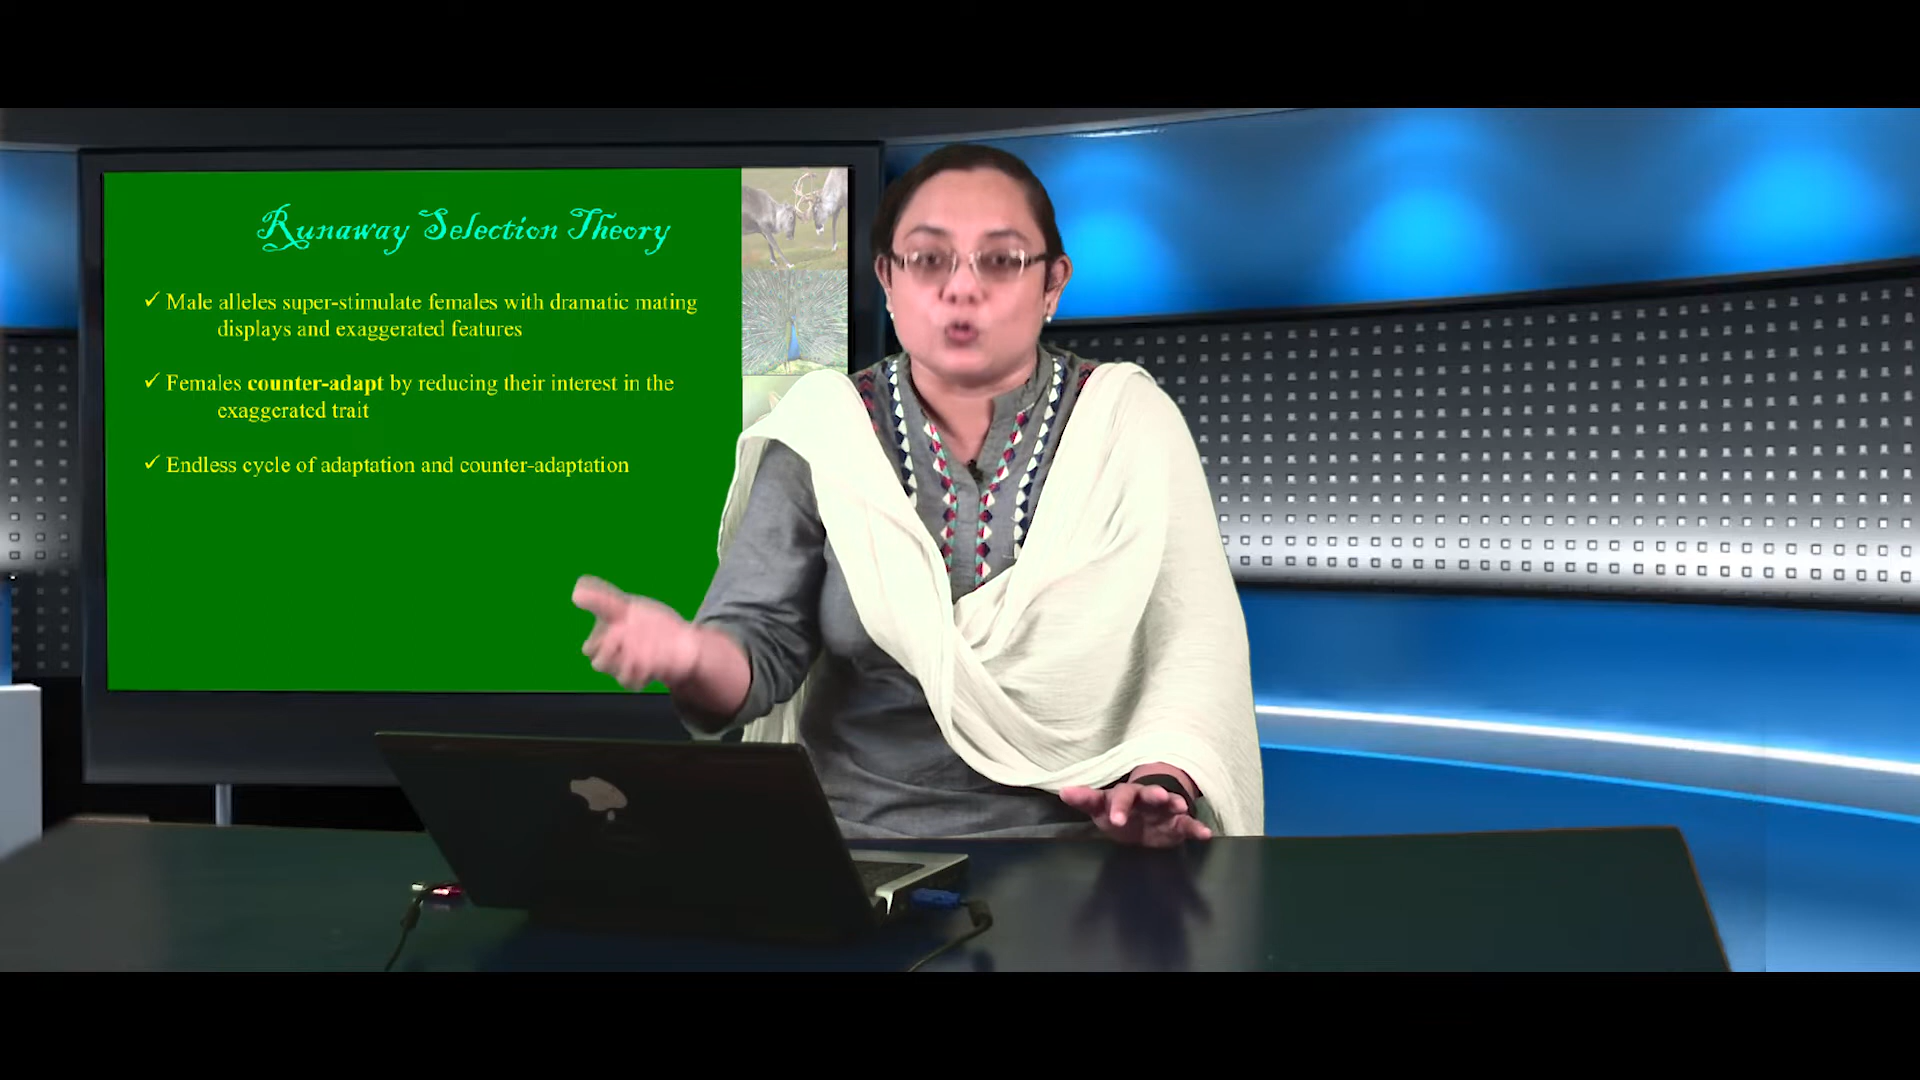 Runaway Selection Theory
✓ Male alleles super-stimulate females with dramatic mating
displays and exaggerated features
✓ Females counter-adapt by reducing their interest in the
exaggerated trait
✓ Endless cycle of adaptation and counter-adaptation